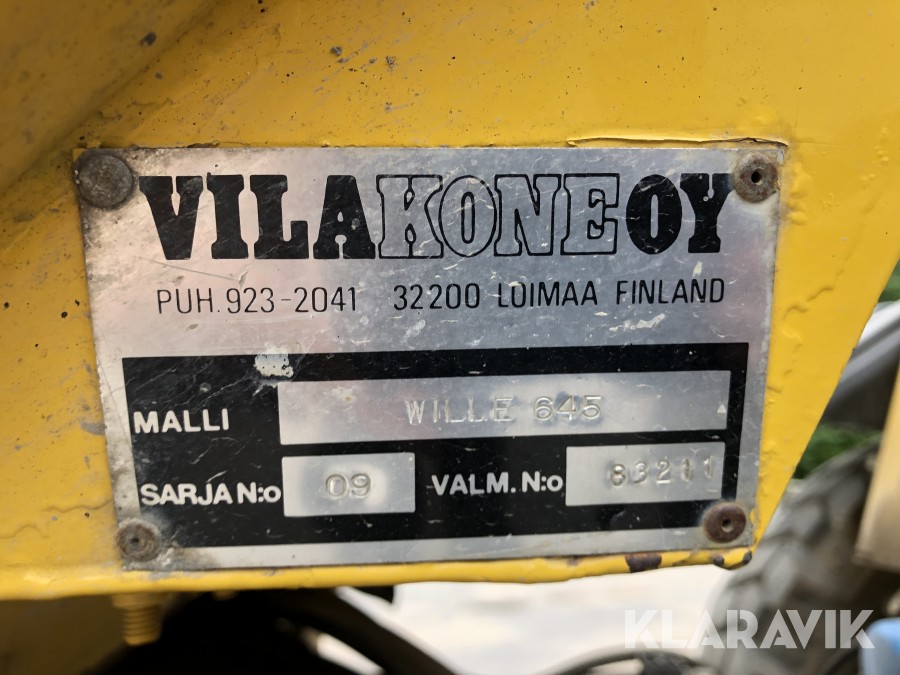 VILAKONE OY
PUH. 923-2041 32200 LOIMAA FINLAND
MALLI WILLE 645
SARJA N:o 09 VALM. N:o 83211
KLARAVIK